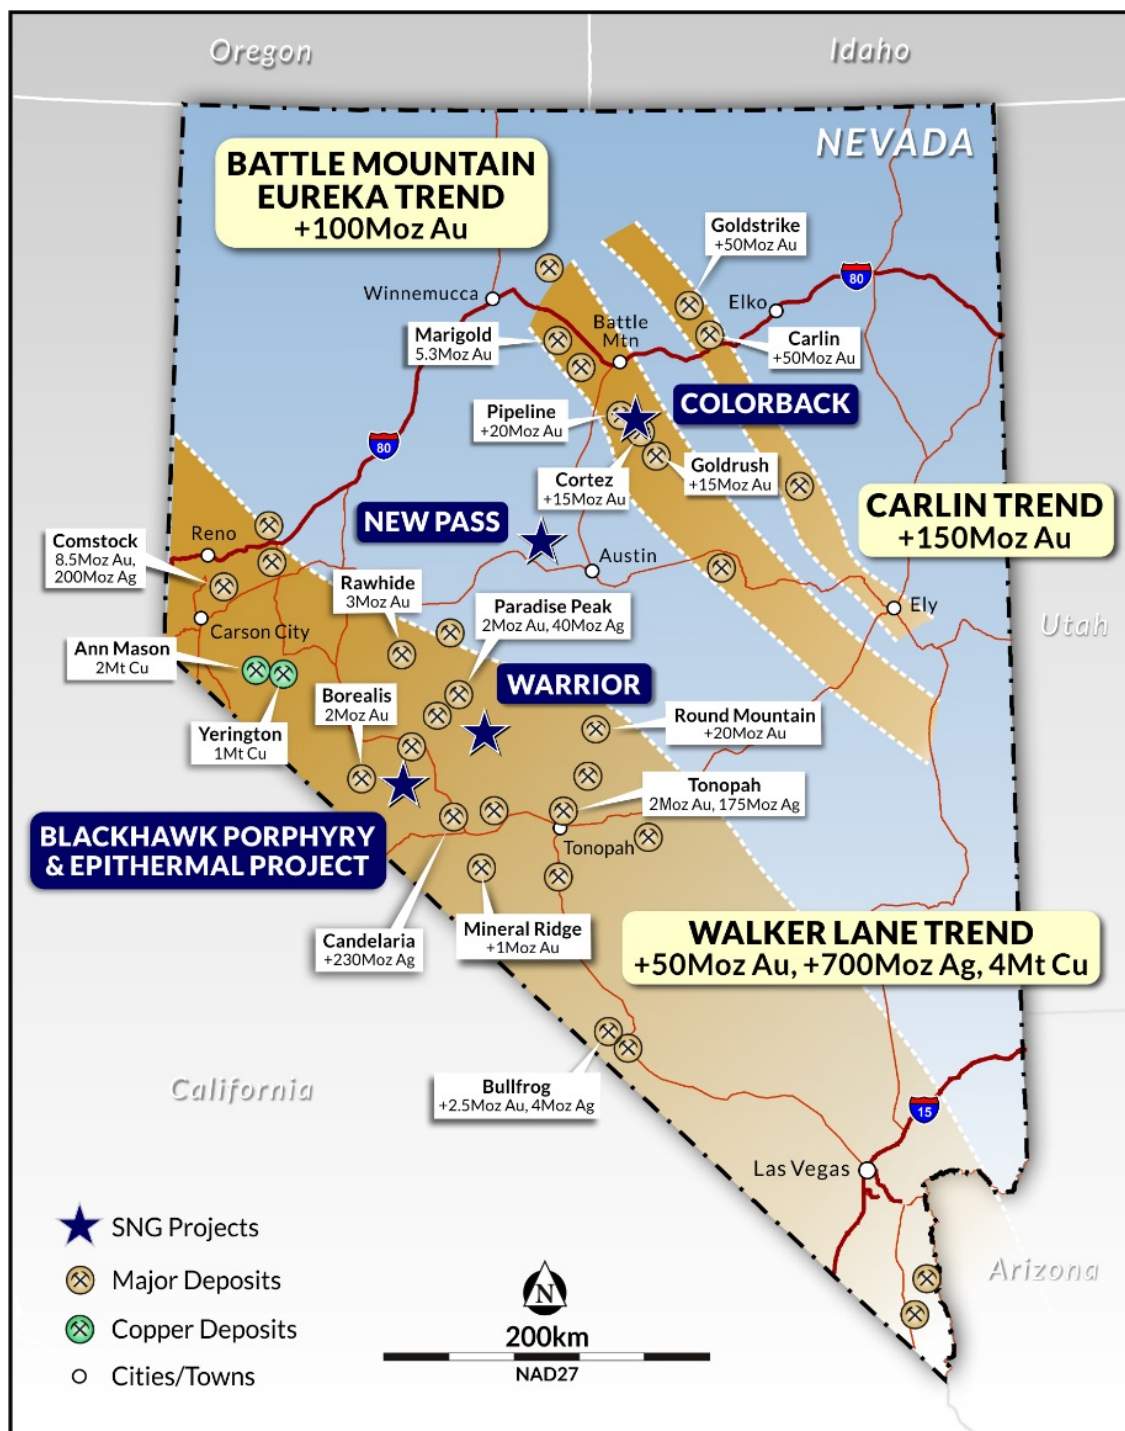 Oregon
Idaho
NEVADA
BATTLE MOUNTAIN
EUREKA TREND
+100Moz Au
Goldstrike
+50Moz Au
80
Winnemucca
Elko
Battle
Mtn
Marigold
5.3Moz Au
Carlin
+50Moz Au
COLORBACK
Pipeline
+20Moz Au
80
Goldrush
+15Moz Au
Cortez
+15Moz Au
CARLIN TREND
+150Moz Au
NEW PASS
Reno
Comstock
8.5Moz Au,
200Moz Ag
Austin
Rawhide
3Moz Au
Paradise Peak
2Moz Au, 40Moz Ag
Ely
Utah
Carson City
Ann Mason
2Mt Cu
WARRIOR
Borealis
2Moz Au
Round Mountain
+20Moz Au
Yerington
1Mt Cu
Tonopah
2Moz Au, 175Moz Ag
BLACKHAWK PORPHYRY
& EPITHERMAL PROJECT
Tonopah
Candelaria
+230Moz Ag
Mineral Ridge
+1Moz Au
WALKER LANE TREND
+50Moz Au, +700Moz Ag, 4Mt Cu
California
Bullfrog
+2.5Moz Au, 4Moz Ag
15
Las Vegas
Arizona
SNG Projects
Major Deposits
Copper Deposits
Cities/Towns
N
200km
NAD27